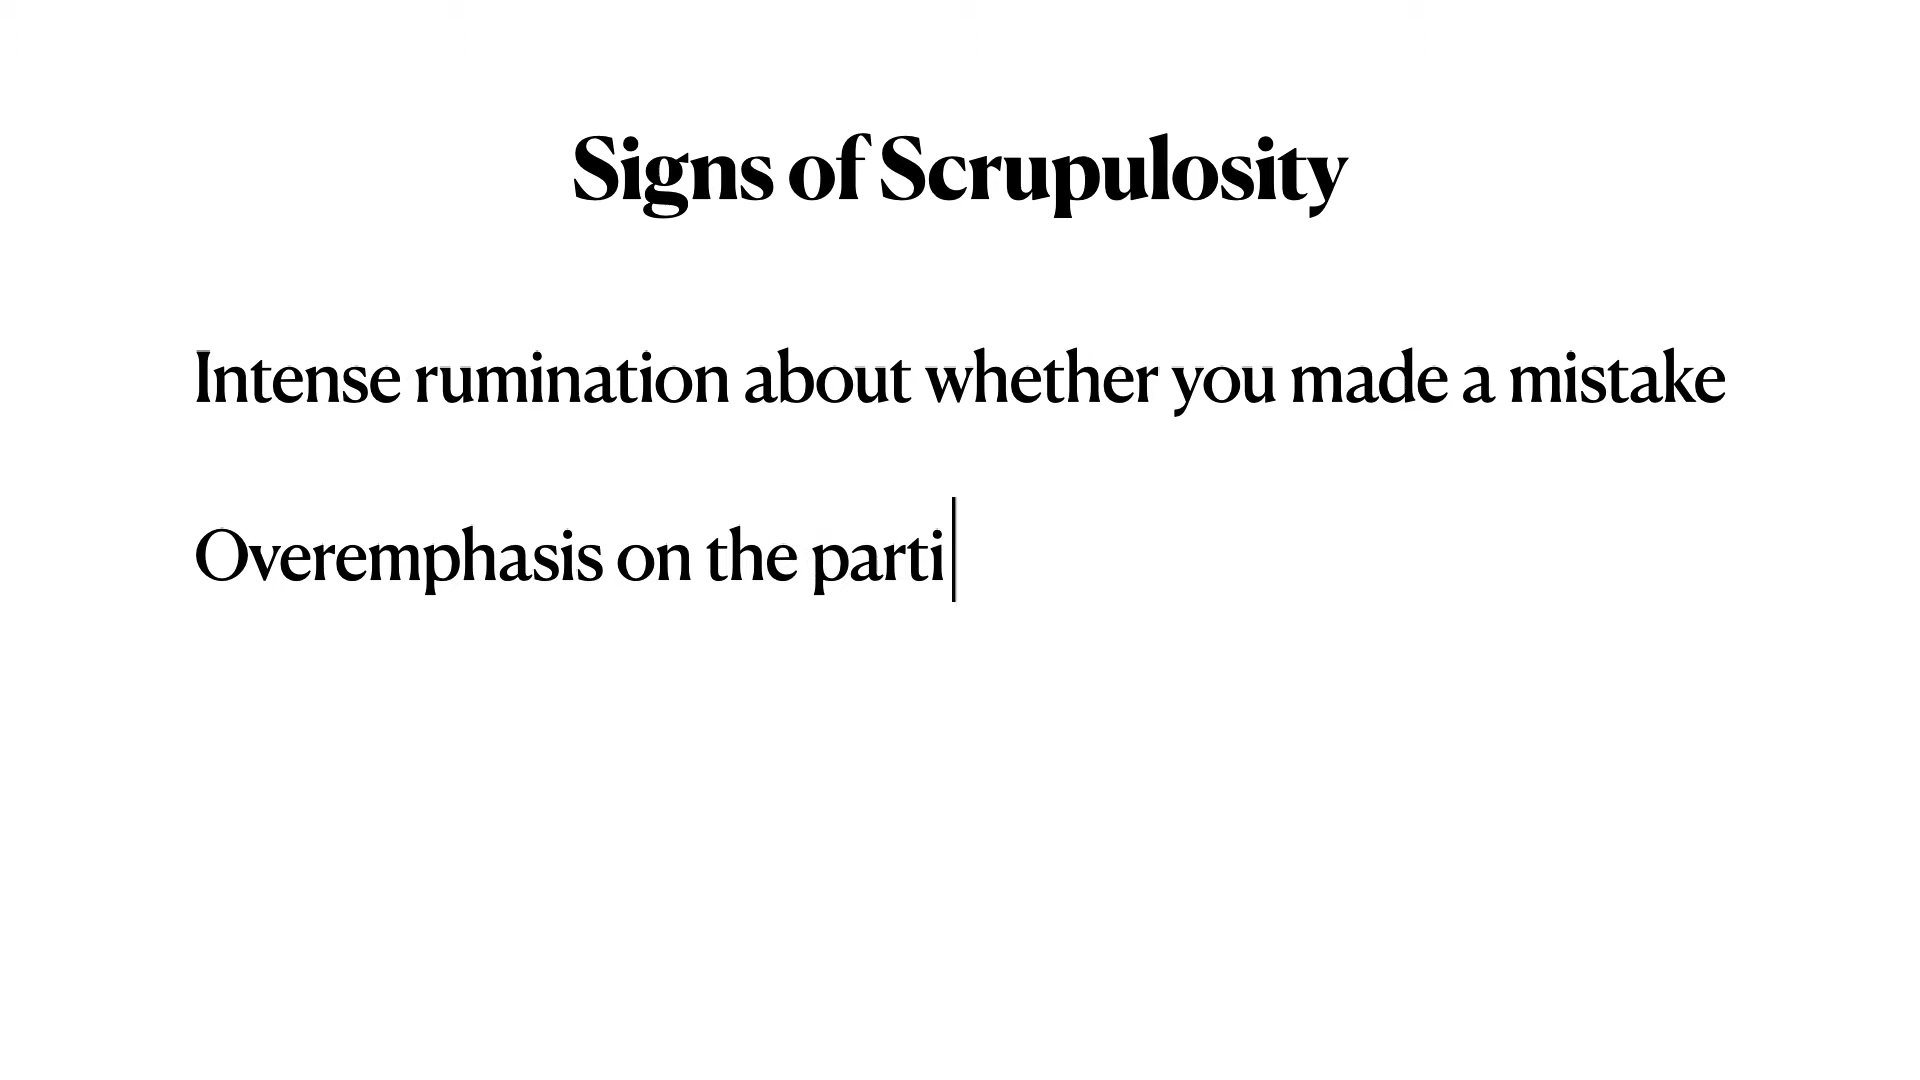 Signs of Scrupulosity
Intense rumination about whether you made a mistake
Overemphasis on the parti